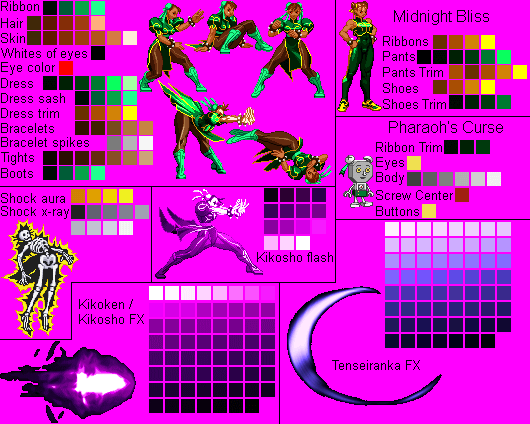 Ribbon
Hair
Skin
Whites of eyes
Eye color
Dress
Dress sash
Dress trim
Bracelets
Bracelet spikes
Tights
Boots
Midnight Bliss
Ribbons
Pants
Pants Trim
Shoes
Shoes Trim
Pharaoh's Curse
Ribbon Trim
Eyes
Body
Screw Center
Buttons
Shock aura
Shock x-ray
Kikosho flash
Kikoken /
Kikosho FX
Tenseiranka FX